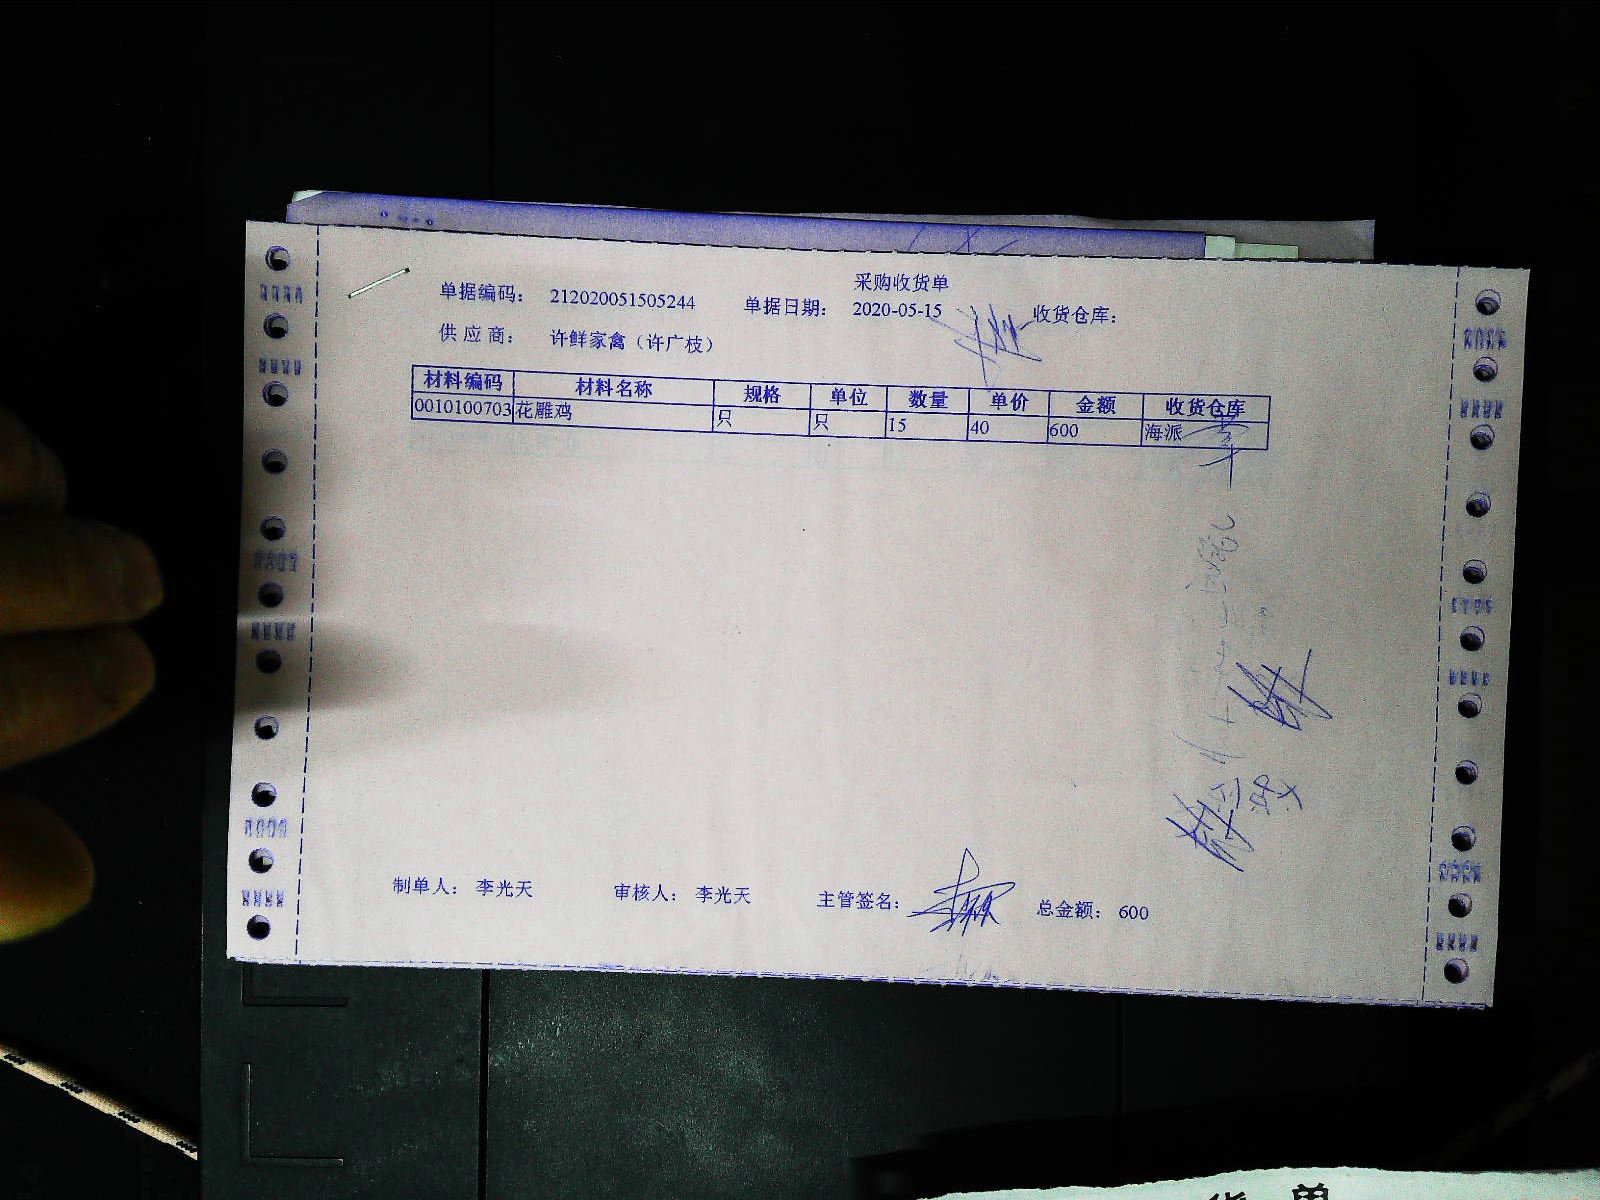 采购收货单
单据编码： 212020051505244 单据日期： 2020-05-15 收货仓库：
供应商： 许鲜家禽（许广枝）
材料编码 材料名称 规格 单位 数量 单价 金额 收货仓库
0010100703 花雕鸡 只 只 15 40 600 海派
制单人： 李光天 审核人： 李光天 主管签名： 总金额： 600
货 单